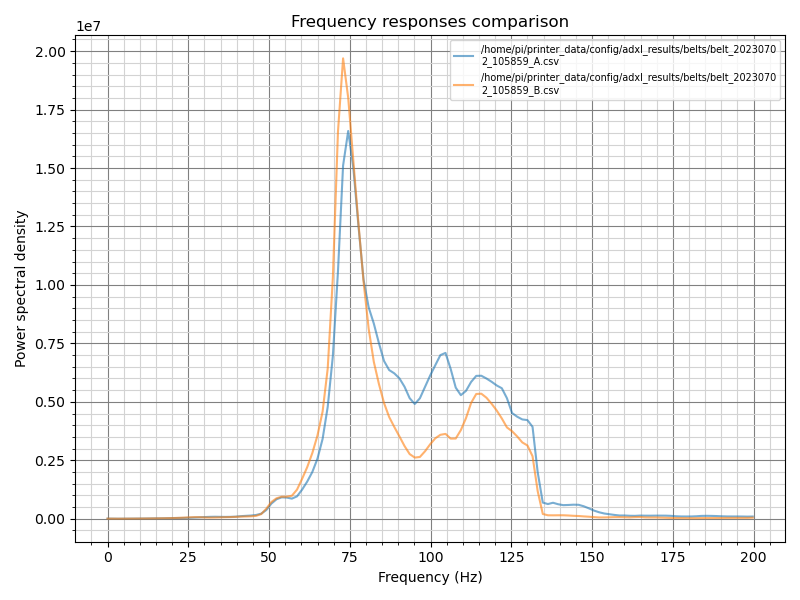 Frequency responses comparison
1e7
/home/pi/printer_data/config/adxl_results/belts/belt_2023070
2_105859_A.csv
/home/pi/printer_data/config/adxl_results/belts/belt_2023070
2_105859_B.csv
2.00
1.75
1.50
1.25
1.00
0.75
0.50
0.25
0.00
Power spectral density
0 25 50 75 100 125 150 175 200
Frequency (Hz)